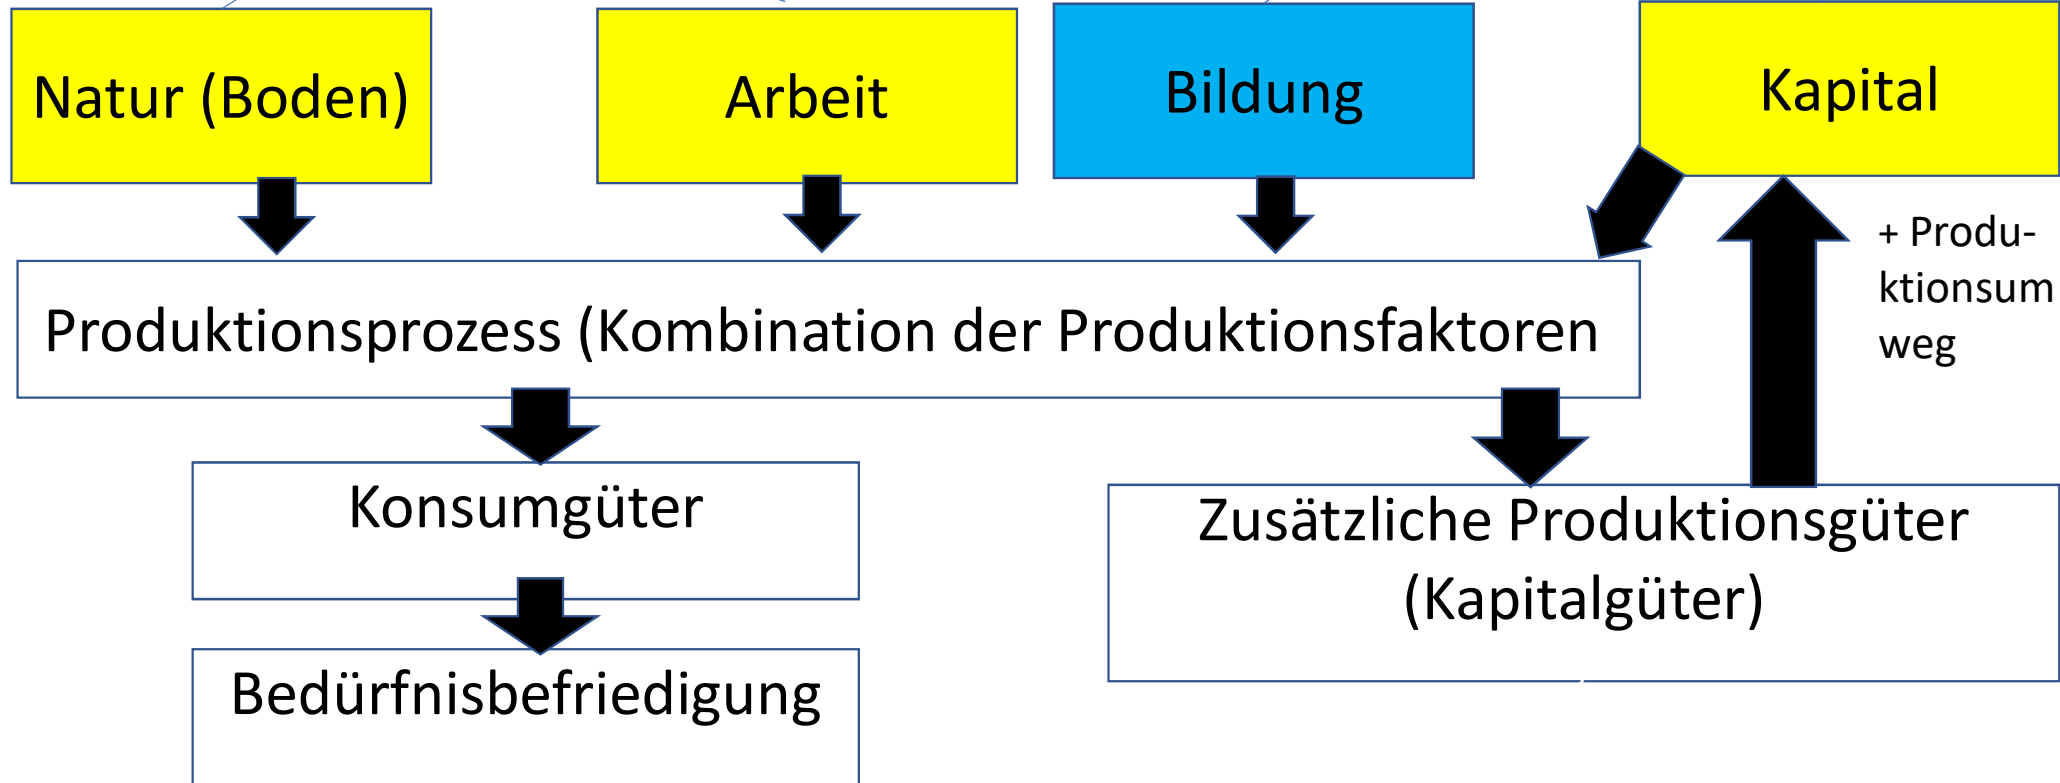 Natur (Boden)
Arbeit
Bildung
Kapital
+ Produ-
ktionsum
weg
Produktionsprozess (Kombination der Produktionsfaktoren
Konsumgüter
Zusätzliche Produktionsgüter
(Kapitalgüter)
Bedürfnisbefriedigung